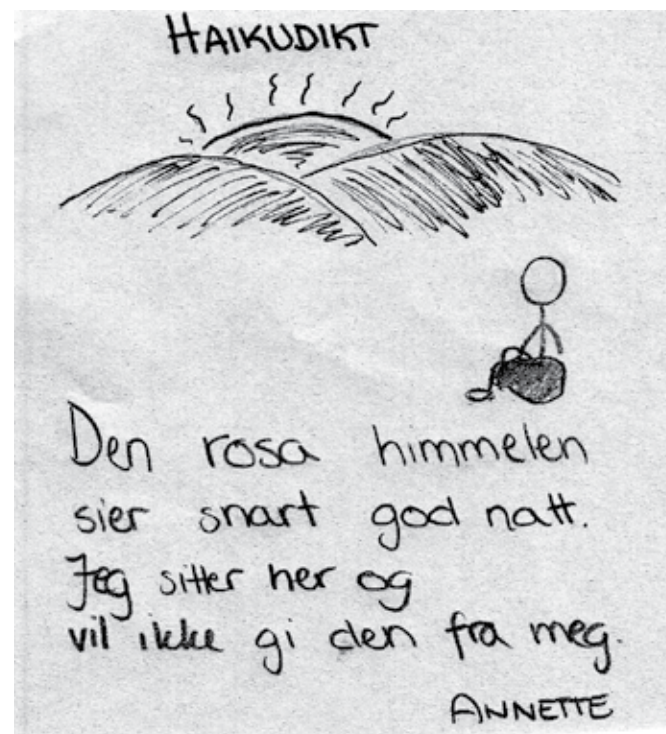 HAIKUDIKT
Den rosa himmelen
sier snart god natt.
Jeg sitter her og
vil ikke gi den fra meg.
ANNETTE